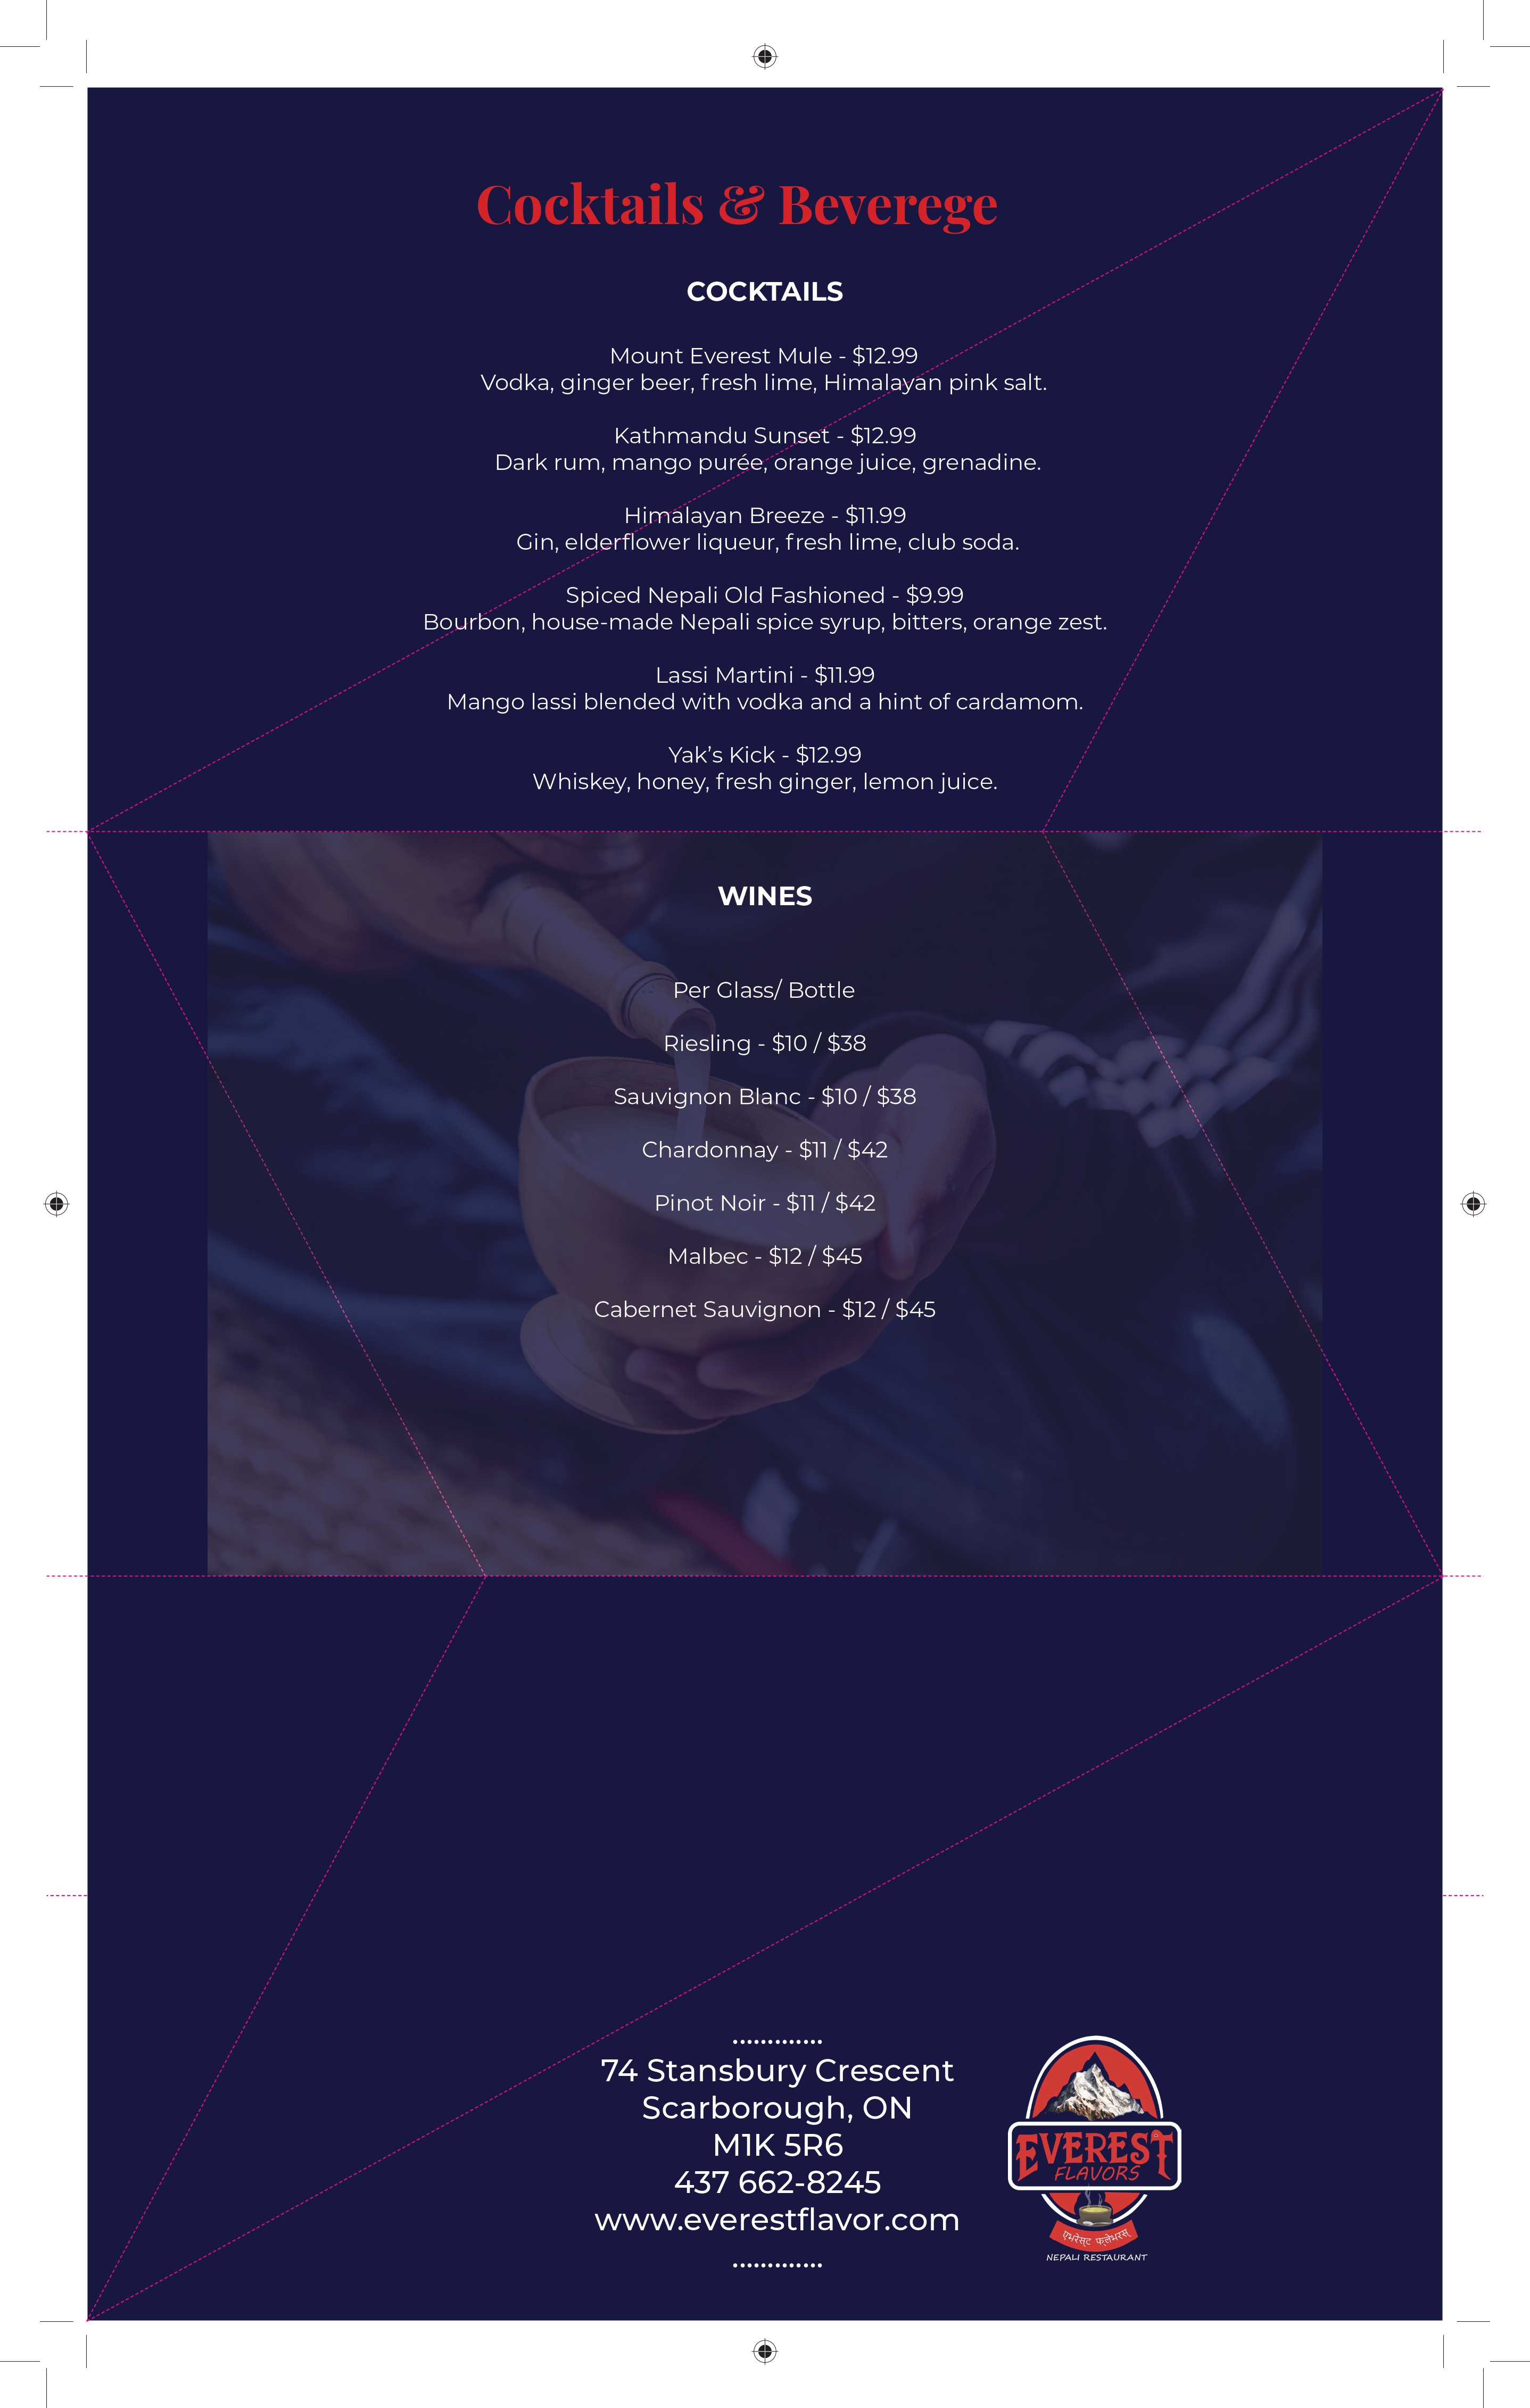 Cocktails & Beverege
COCKTAILS
Mount Everest Mule - $12.99
Vodka, ginger beer, fresh lime, Himalayan pink salt.
Kathmandu Sunset - $12.99
Dark rum, mango purée, orange juice, grenadine.
Himalayan Breeze - $11.99
Gin, elderflower liqueur, fresh lime, club soda.
Spiced Nepali Old Fashioned - $9.99
Bourbon, house-made Nepali spice syrup, bitters, orange zest.
Lassi Martini - $11.99
Mango lassi blended with vodka and a hint of cardamom.
Yak’s Kick - $12.99
Whiskey, honey, fresh ginger, lemon juice.
WINES
Per Glass/ Bottle
Riesling - $10 / $38
Sauvignon Blanc - $10 / $38
Chardonnay - $11 / $42
Pinot Noir - $11 / $42
Malbec - $12 / $45
Cabernet Sauvignon - $12 / $45
74 Stansbury Crescent
Scarborough, ON
M1K 5R6
437 662-8245
www.everestflavor.com
EVEREST
FLAVORS
एभरेस्ट फ्लेभरस्
NEPALI RESTAURANT